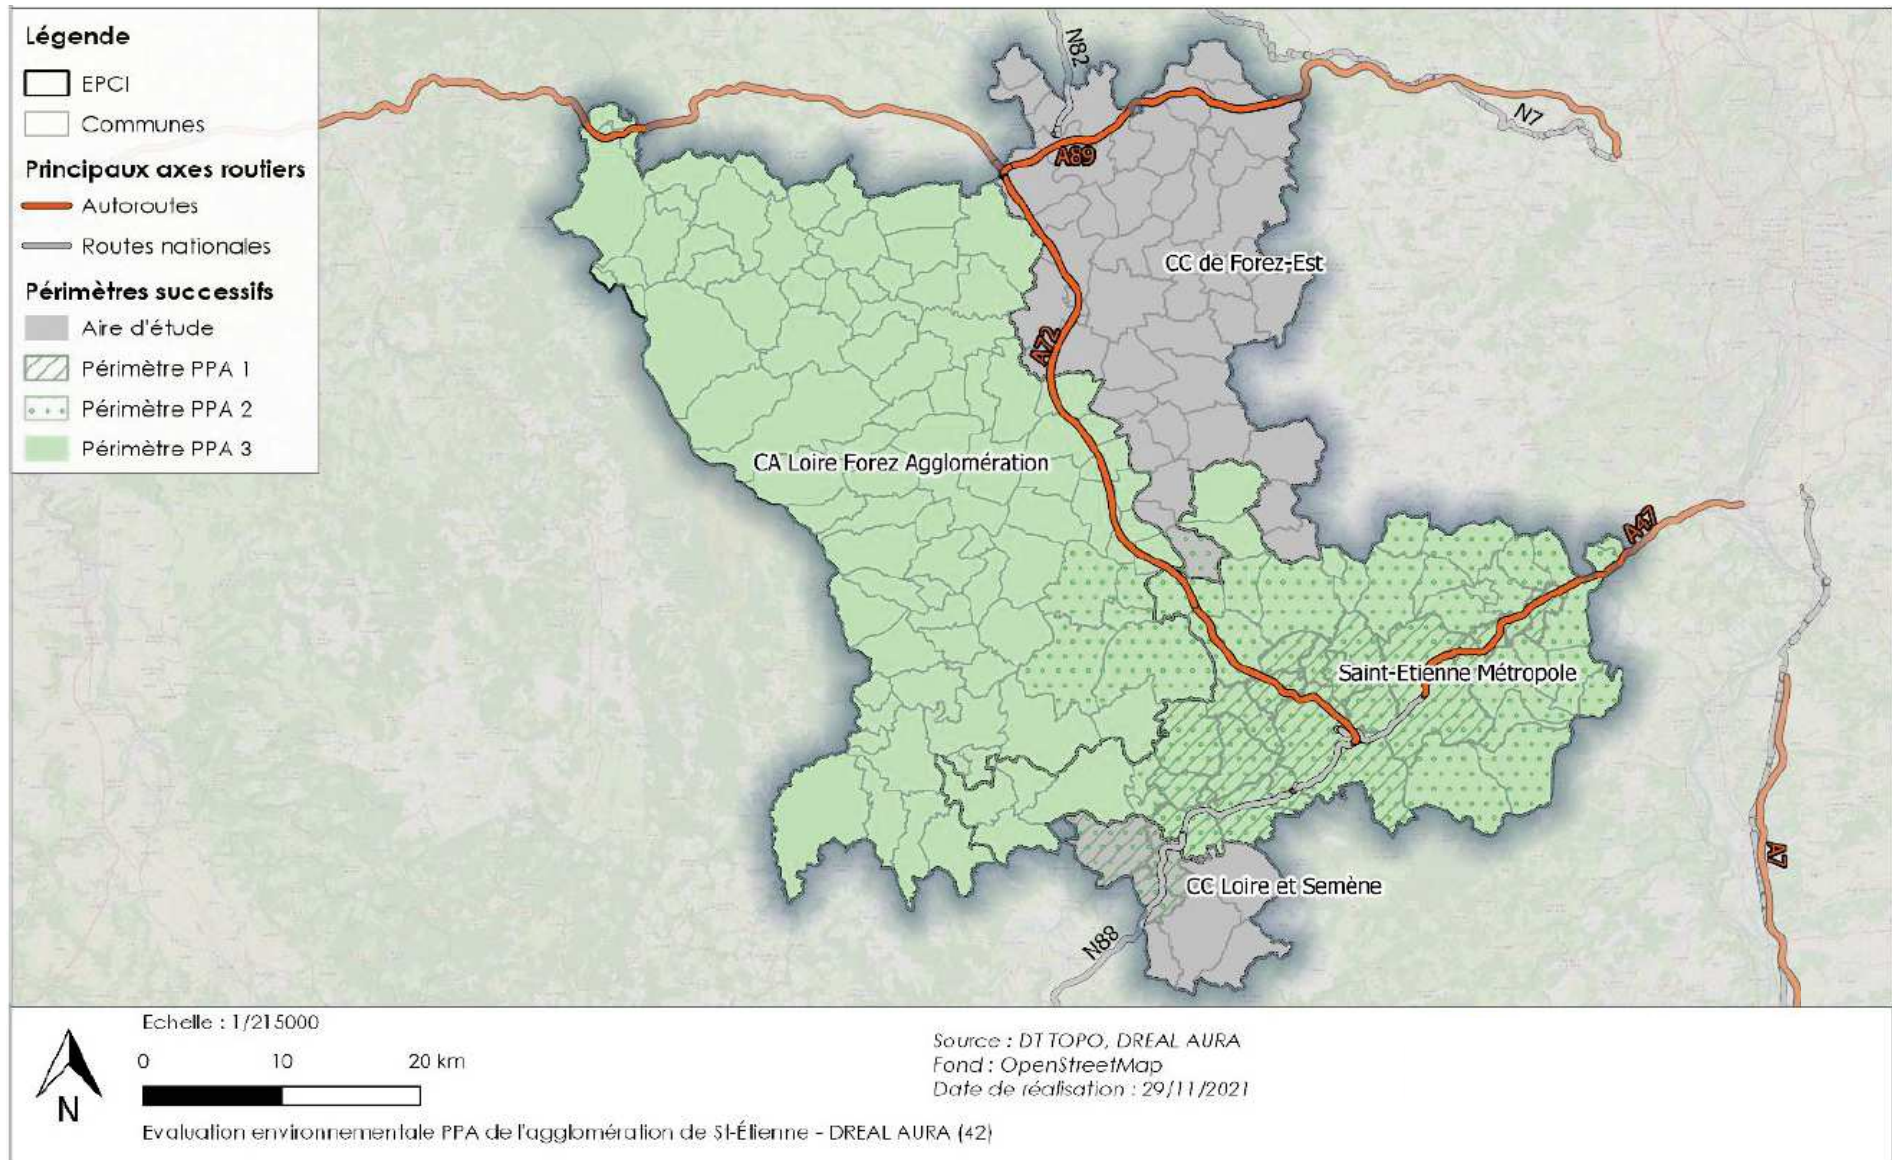 Légende
EPCI
Communes
Principaux axes routiers
Autoroutes
Routes nationales
Périmètres successifs
Aire d'étude
Périmètre PPA 1
Périmètre PPA 2
Périmètre PPA 3
N82
N7
A89
CC de Forez-Est
A72
CA Loire Forez Agglomération
A47
Saint-Etienne Métropole
A7
CC Loire et Semène
N88
Echelle : 1/215000
0 10 20 km
N
Source : DT TOPO, DREAL AURA
Fond : OpenStreetMap
Date de réalisation : 29/11/2021
Evaluation environnementale PPA de l'agglomération de St-Étienne - DREAL AURA (42)